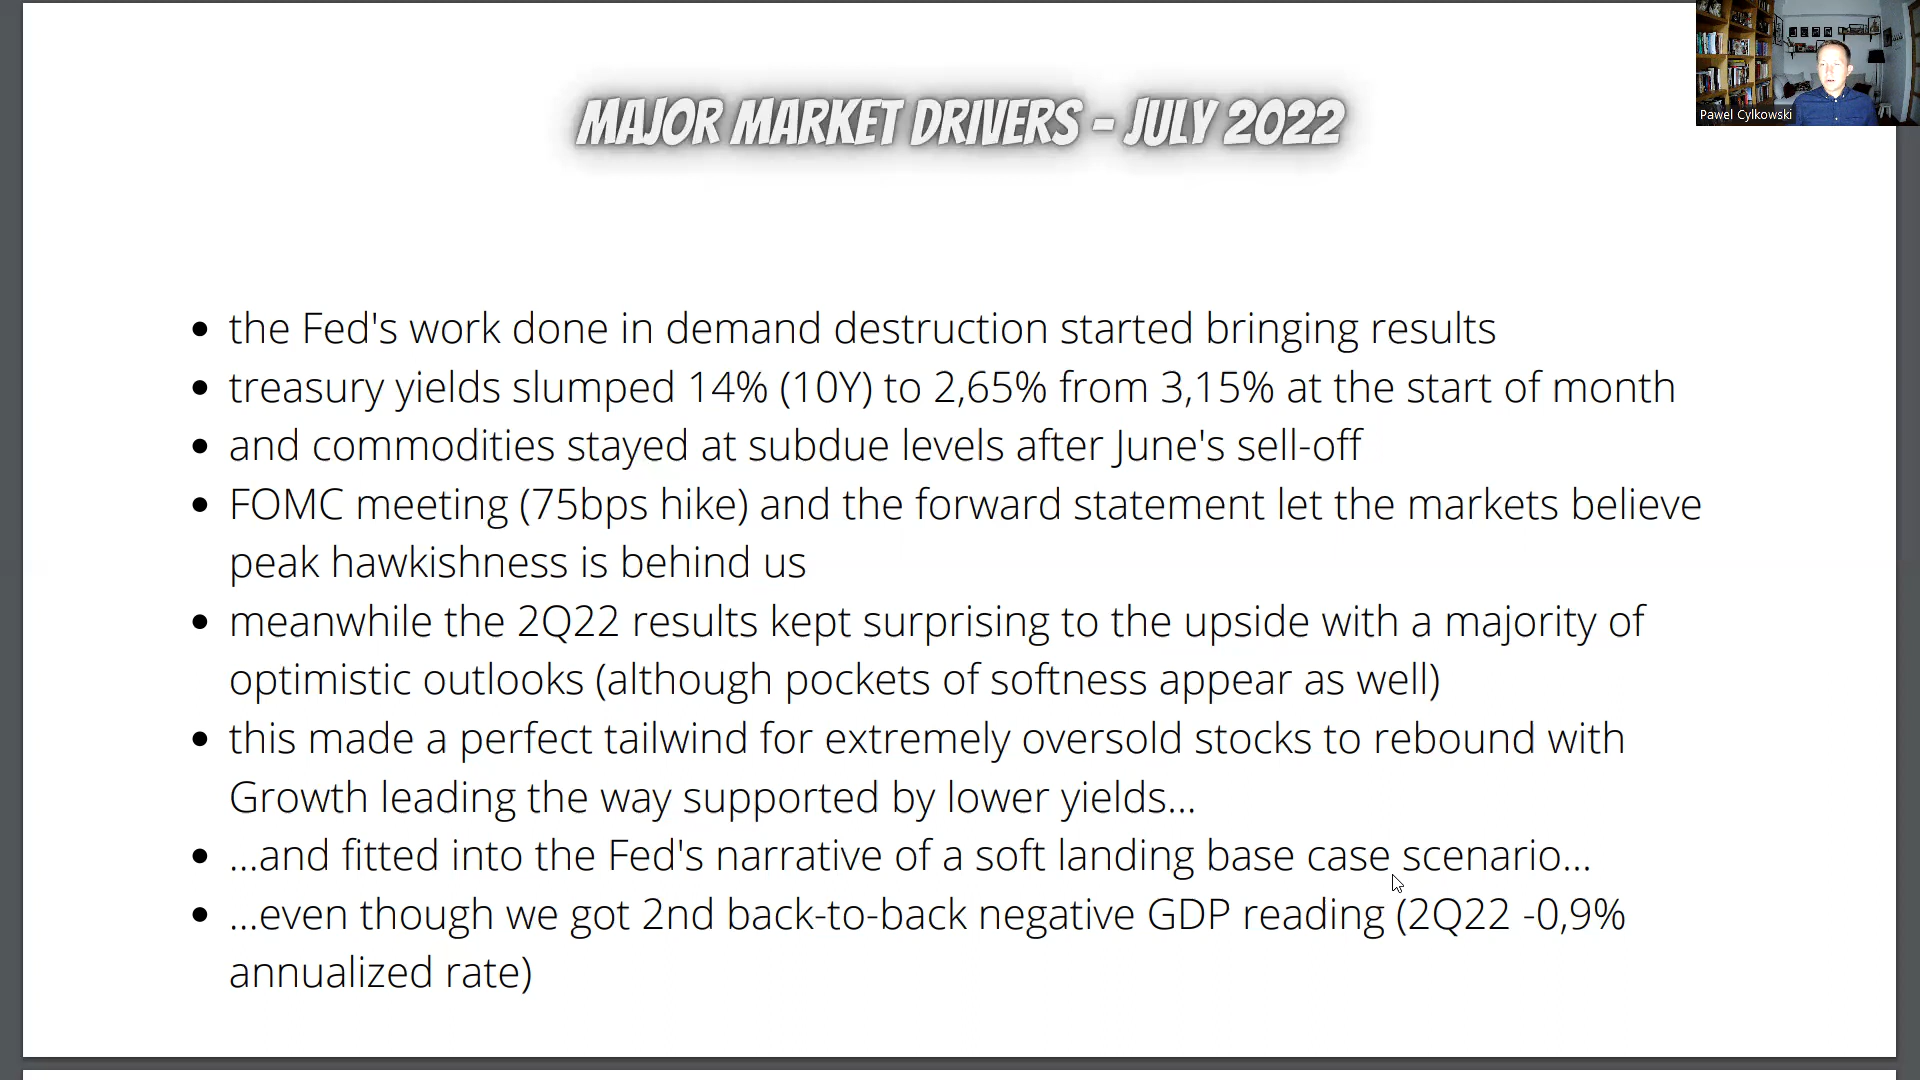 MAJOR MARKET DRIVERS - JULY 2022
Pawel Cylkowski
• the Fed's work done in demand destruction started bringing results
• treasury yields slumped 14% (10Y) to 2,65% from 3,15% at the start of month
• and commodities stayed at subdue levels after June's sell-off
• FOMC meeting (75bps hike) and the forward statement let the markets believe
peak hawkishness is behind us
• meanwhile the 2Q22 results kept surprising to the upside with a majority of
optimistic outlooks (although pockets of softness appear as well)
• this made a perfect tailwind for extremely oversold stocks to rebound with
Growth leading the way supported by lower yields...
• ...and fitted into the Fed's narrative of a soft landing base case scenario...
• ...even though we got 2nd back-to-back negative GDP reading (2Q22 -0,9%
annualized rate)